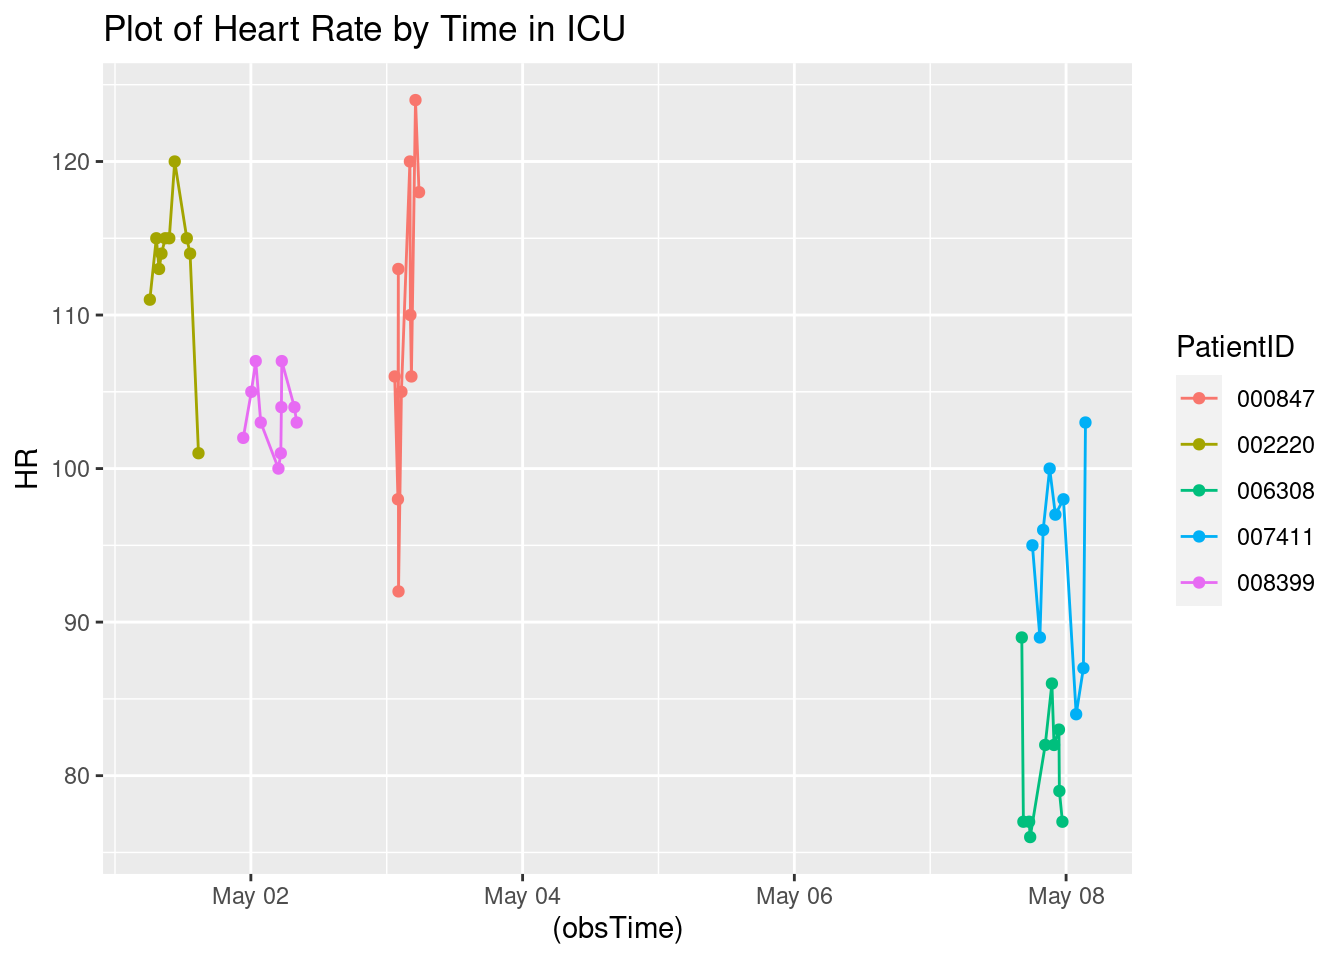 Plot of Heart Rate by Time in ICU
120
110
100
90
80
HR
May 02
May 04
May 06
May 08
(obsTime)
PatientID
000847
002220
006308
007411
008399